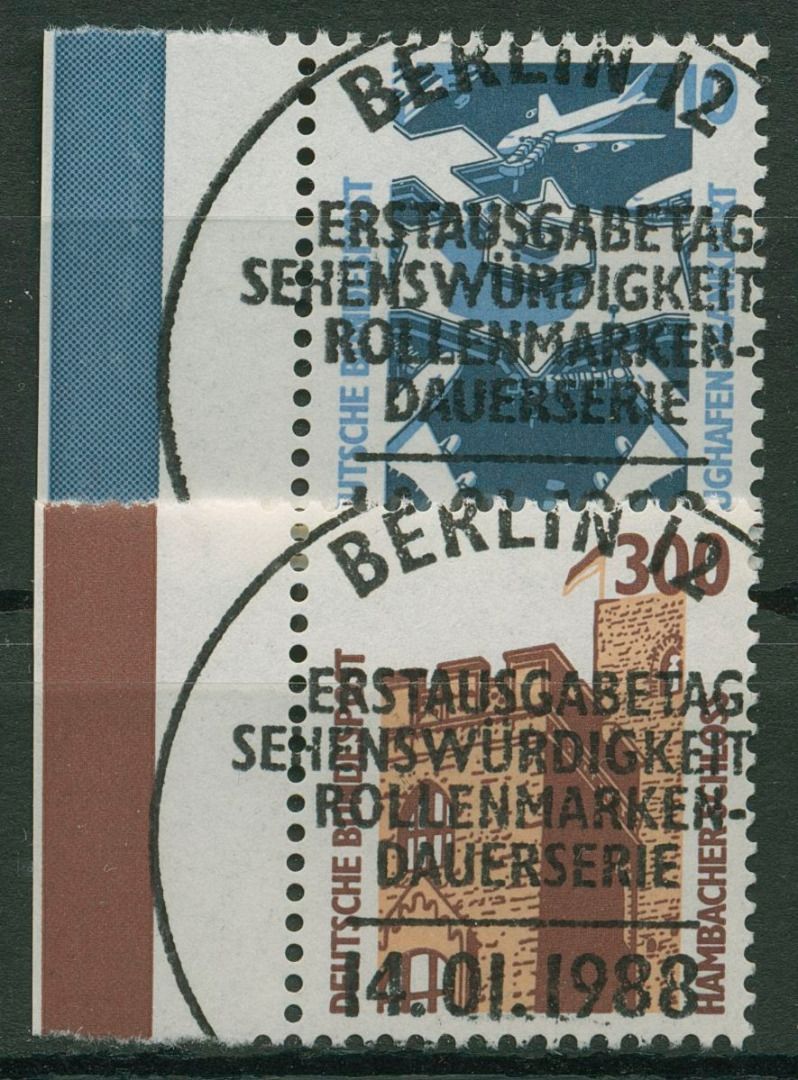 BERLIN 12
10
ERSTAUSGABETAG
SEHENSWÜRDIGKEIT
ROLLENMARKEN-
DAUERSERIE
DEUTSCHE BUNDESPOST
FLUGHAFEN FRANKFURT
BERLIN 12
300
ERSTAUSGABETAG
SEHENSWÜRDIGKEIT
ROLLENMARKEN-
DAUERSERIE
14.01.1988
DEUTSCHE BUNDESPOST
HAMBACHER SCHLOSS